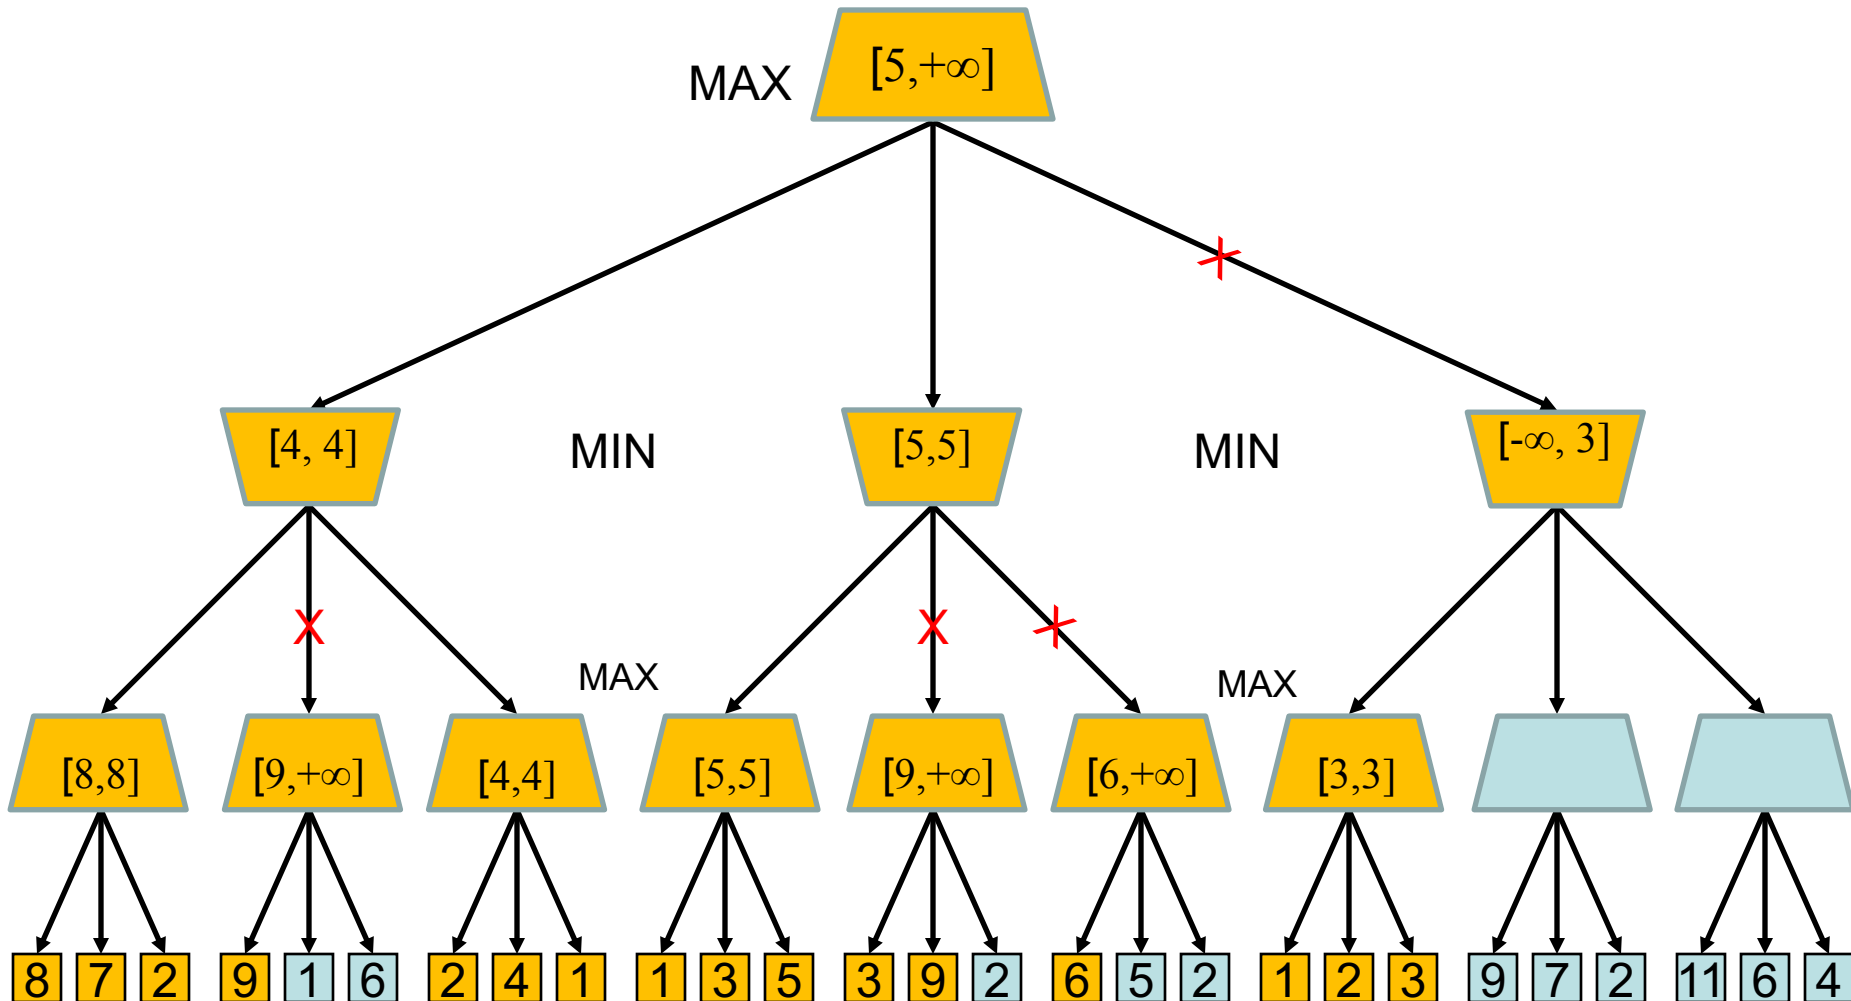 MAX [5,+∞]
X
[4, 4] MIN [5,5] MIN [-∞, 3]
X X X
MAX MAX
[8,8] [9,+∞] [4,4] [5,5] [9,+∞] [6,+∞] [3,3]
8 7 2 9 1 6 2 4 1 1 3 5 3 9 2 6 5 2 1 2 3 9 7 2 11 6 4